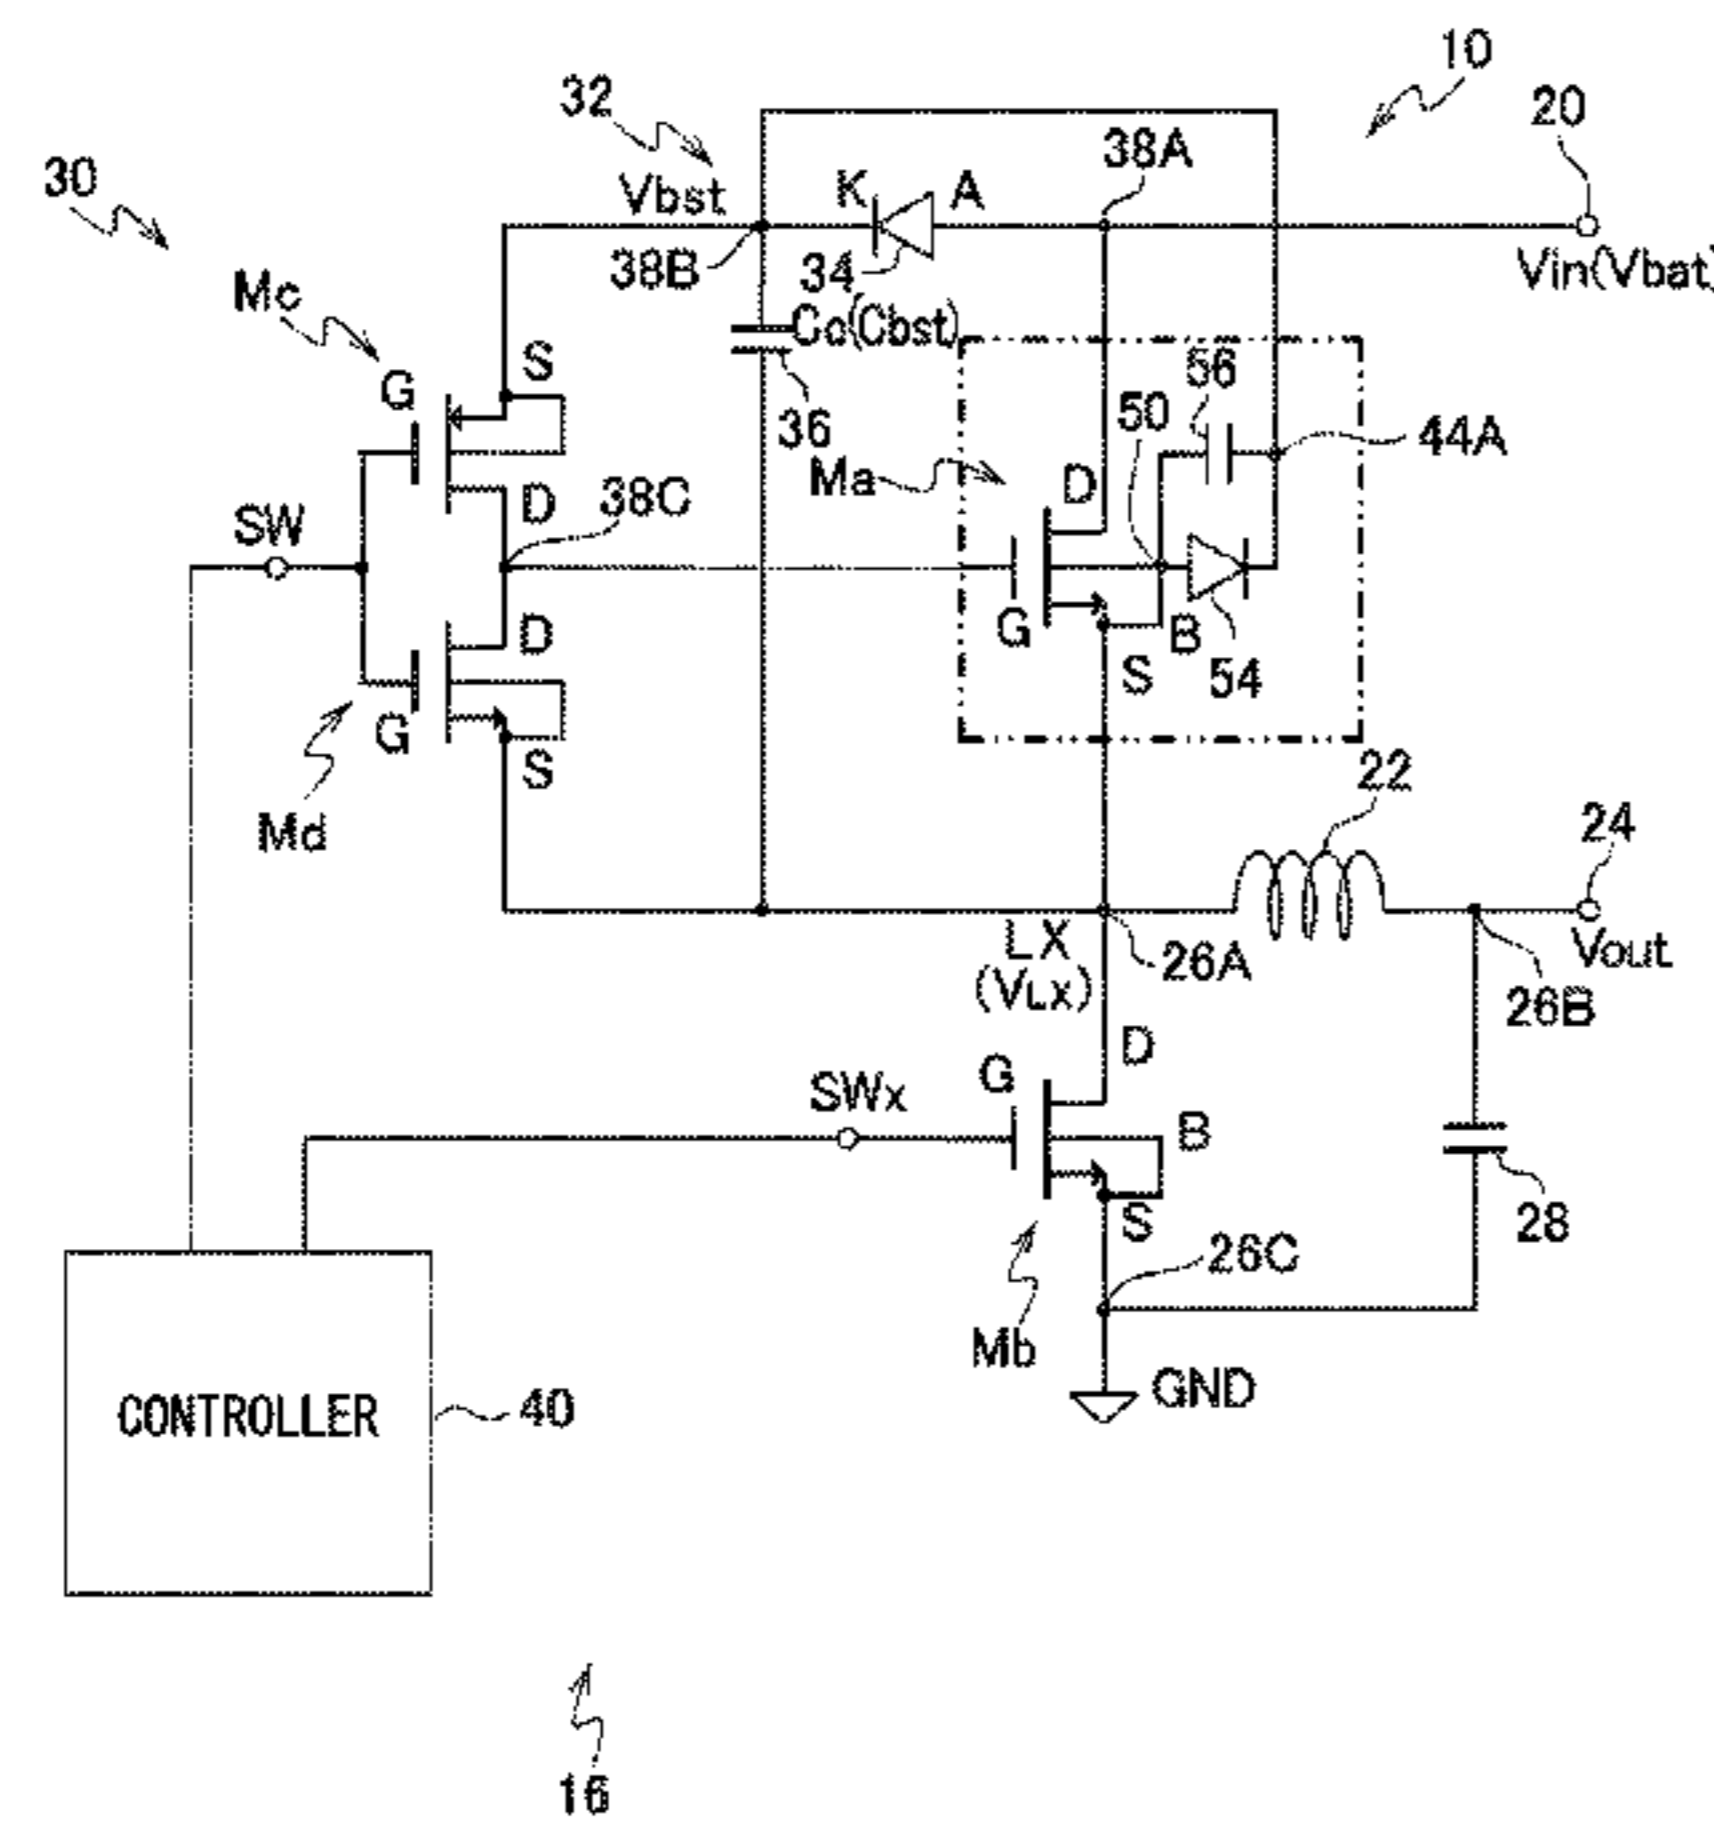 10
32
20
38A
30
Vbst
K
A
38B
34
Vin(Vbat)
Mc
Co(Cbst)
S
56
G
50
36
44A
Ma
D
D
38C
SW
G
D
B
S
54
G
S
22
Md
24
LX
26A
Vout
(VLX)
26B
D
G
SWx
B
S
28
26C
Mb
GND
CONTROLLER
40
16